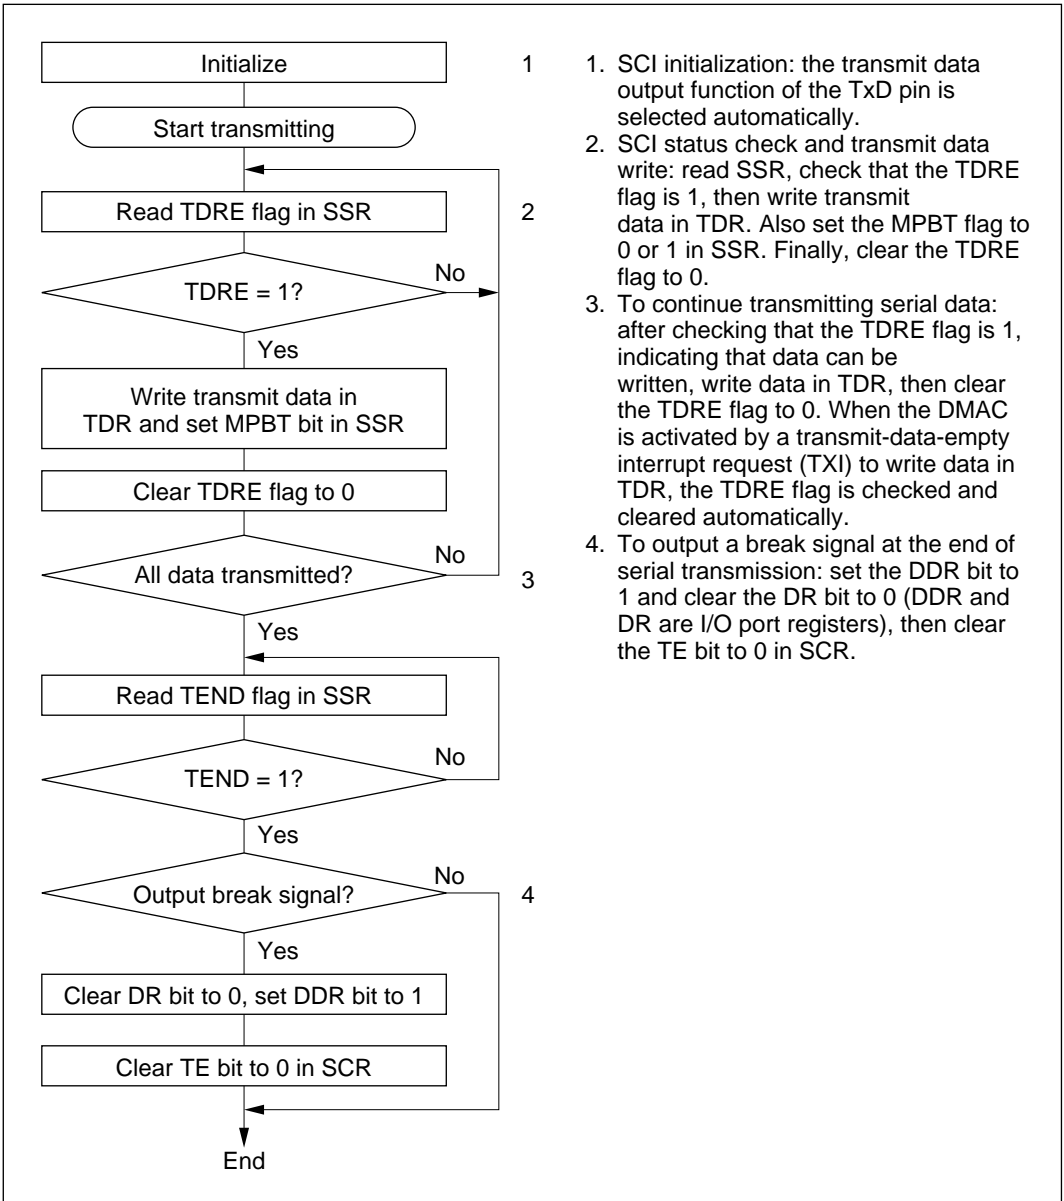 Initialize
1
Start transmitting
Read TDRE flag in SSR
2
TDRE = 1?
No
Yes
Write transmit data in
TDR and set MPBT bit in SSR
Clear TDRE flag to 0
All data transmitted?
No
3
Yes
Read TEND flag in SSR
TEND = 1?
No
Yes
Output break signal?
No
4
Yes
Clear DR bit to 0, set DDR bit to 1
Clear TE bit to 0 in SCR
End
1. SCI initialization: the transmit data
output function of the TxD pin is
selected automatically.
2. SCI status check and transmit data
write: read SSR, check that the TDRE
flag is 1, then write transmit
data in TDR. Also set the MPBT flag to
0 or 1 in SSR. Finally, clear the TDRE
flag to 0.
3. To continue transmitting serial data:
after checking that the TDRE flag is 1,
indicating that data can be
written, write data in TDR, then clear
the TDRE flag to 0. When the DMAC
is activated by a transmit-data-empty
interrupt request (TXI) to write data in
TDR, the TDRE flag is checked and
cleared automatically.
4. To output a break signal at the end of
serial transmission: set the DDR bit to
1 and clear the DR bit to 0 (DDR and
DR are I/O port registers), then clear
the TE bit to 0 in SCR.